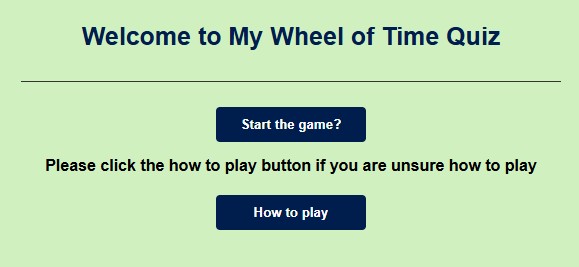 Welcome to My Wheel of Time Quiz
Start the game?
Please click the how to play button if you are unsure how to play
How to play